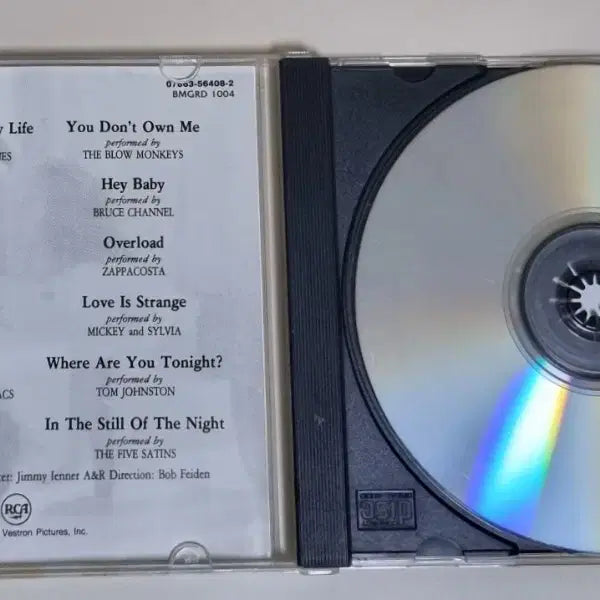 07863-56408-2
BMGRD 1004
Life
You Don't Own Me
performed by
THE BLOW MONKEYS
Hey Baby
performed by
BRUCE CHANNEL
Overload
performed by
ZAPPACOSTA
Love Is Strange
performed by
MICKEY and SYLVIA
Where Are You Tonight?
performed by
TOM JOHNSTON
In The Still Of The Night
performed by
THE FIVE SATINS
Jimmy Ienner A&R Direction: Bob Feiden
RCA
Vestron Pictures, Inc.